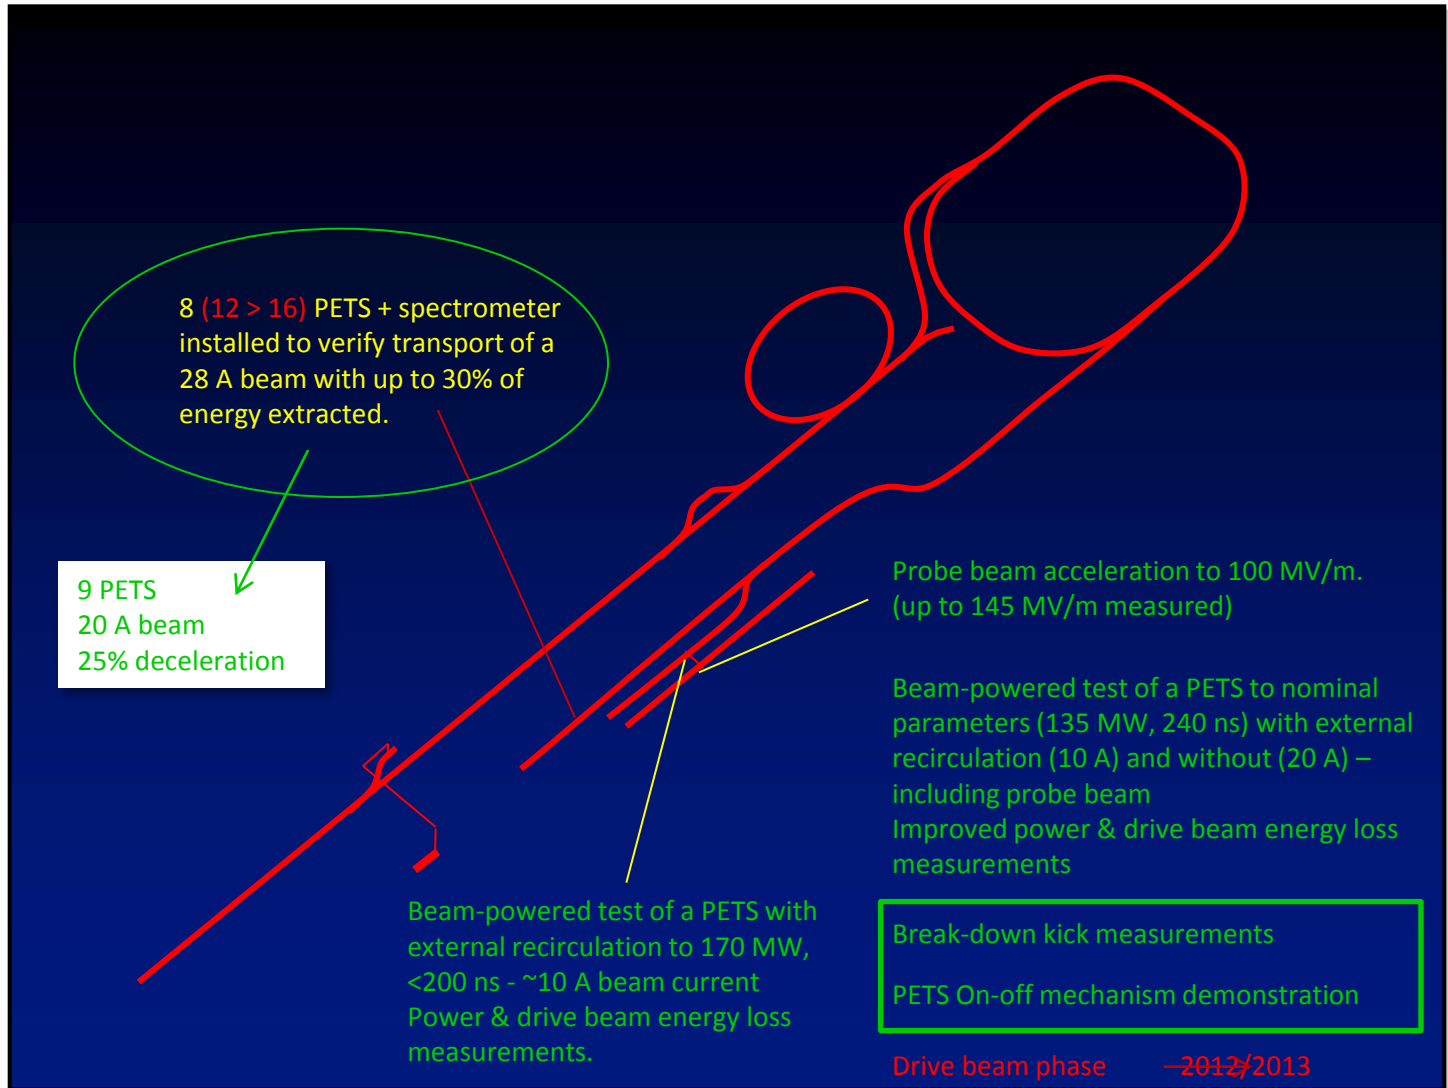 8 (12 > 16) PETS + spectrometer
installed to verify transport of a
28 A beam with up to 30% of
energy extracted.
9 PETS
20 A beam
25% deceleration
Probe beam acceleration to 100 MV/m.
(up to 145 MV/m measured)
Beam-powered test of a PETS to nominal
parameters (135 MW, 240 ns) with external
recirculation (10 A) and without (20 A) –
including probe beam
Improved power & drive beam energy loss
measurements
Beam-powered test of a PETS with
external recirculation to 170 MW,
<200 ns - ~10 A beam current
Power & drive beam energy loss
measurements.
Break-down kick measurements
PETS On-off mechanism demonstration
Drive beam phase 2012/2013